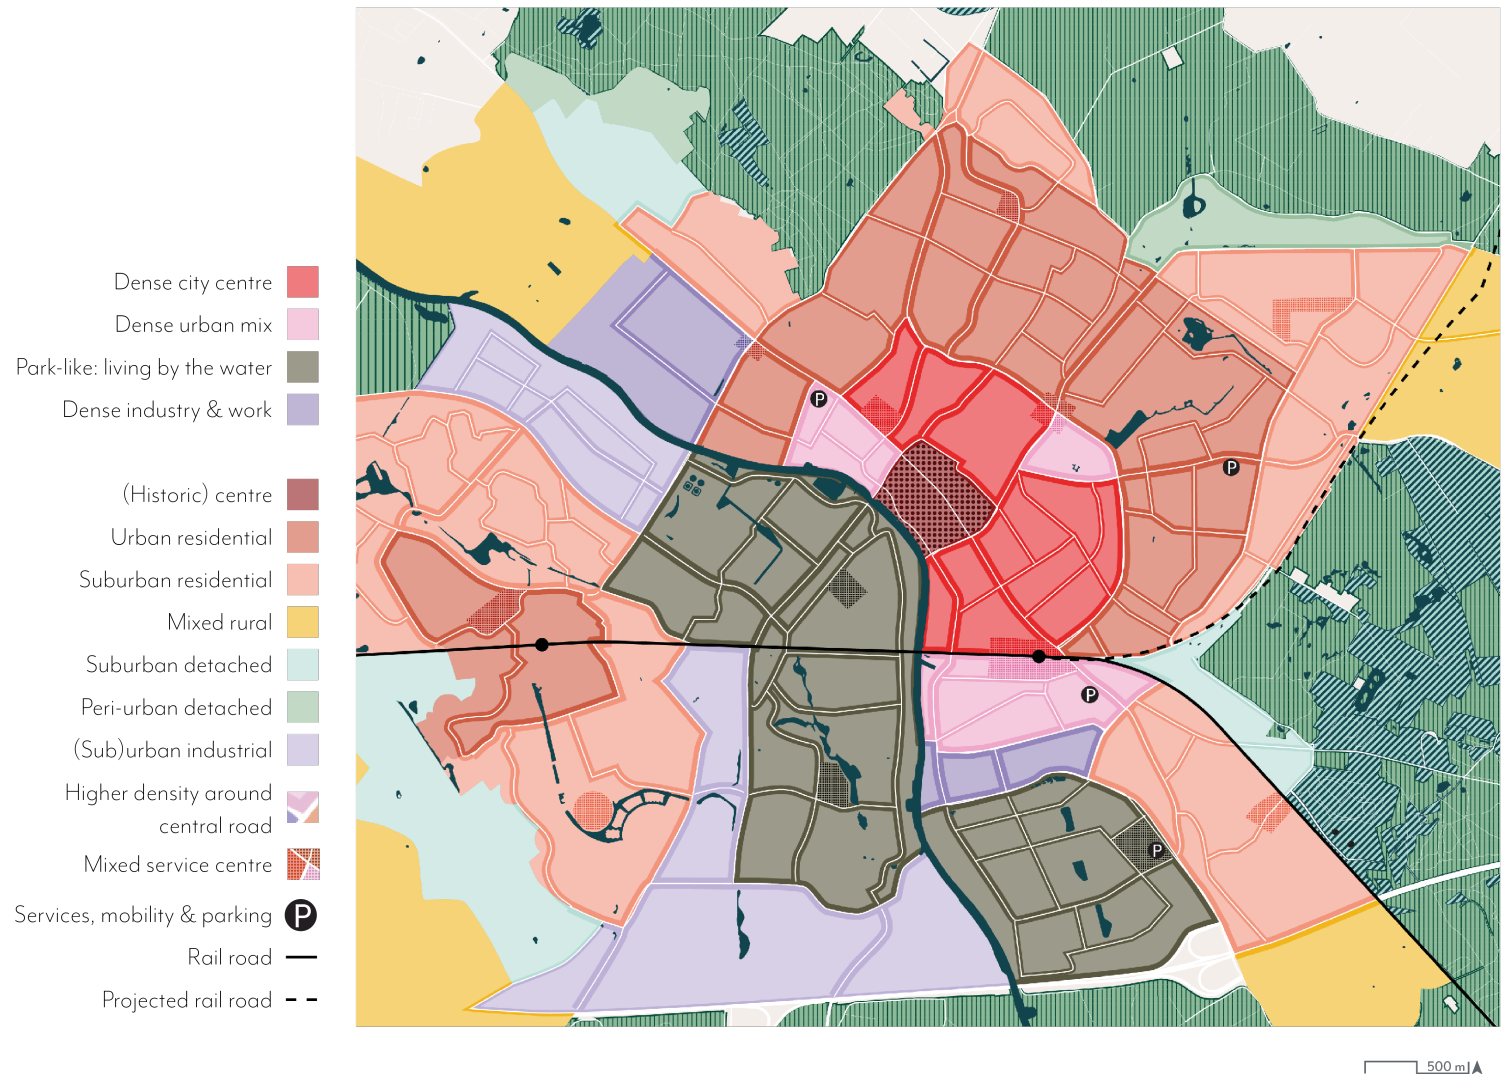 Dense city centre
Dense urban mix
Park-like: living by the water
Dense industry & work
(Historic) centre
Urban residential
Suburban residential
Mixed rural
Suburban detached
Peri-urban detached
(Sub)urban industrial
Higher density around
central road
Mixed service centre
Services, mobility & parking P
Rail road
Projected rail road
P
P
P
P
500 m